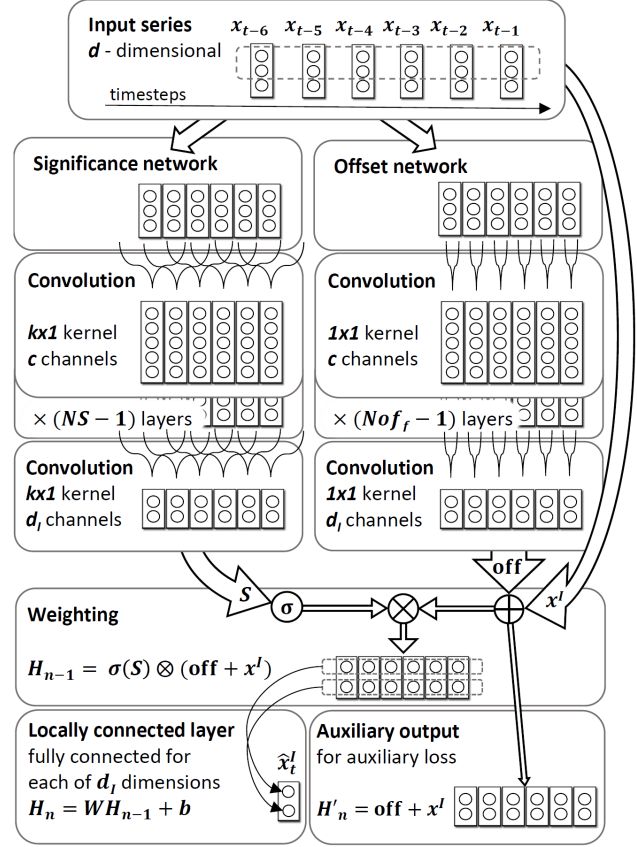 Input series
d - dimensional
x_{t-6} x_{t-5} x_{t-4} x_{t-3} x_{t-2} x_{t-1}
timesteps
Significance network
Offset network
Convolution
kx1 kernel
c channels
Convolution
1x1 kernel
c channels
× (NS − 1) layers
× (Nof_f − 1) layers
Convolution
kx1 kernel
d_I channels
Convolution
1x1 kernel
d_I channels
S
σ
off
x^I
Weighting
H_{n-1} = σ(S) ⊗ (off + x^I)
Locally connected layer
fully connected for
each of d_I dimensions
H_n = WH_{n-1} + b
x̂_t^I
Auxiliary output
for auxiliary loss
H'_n = off + x^I